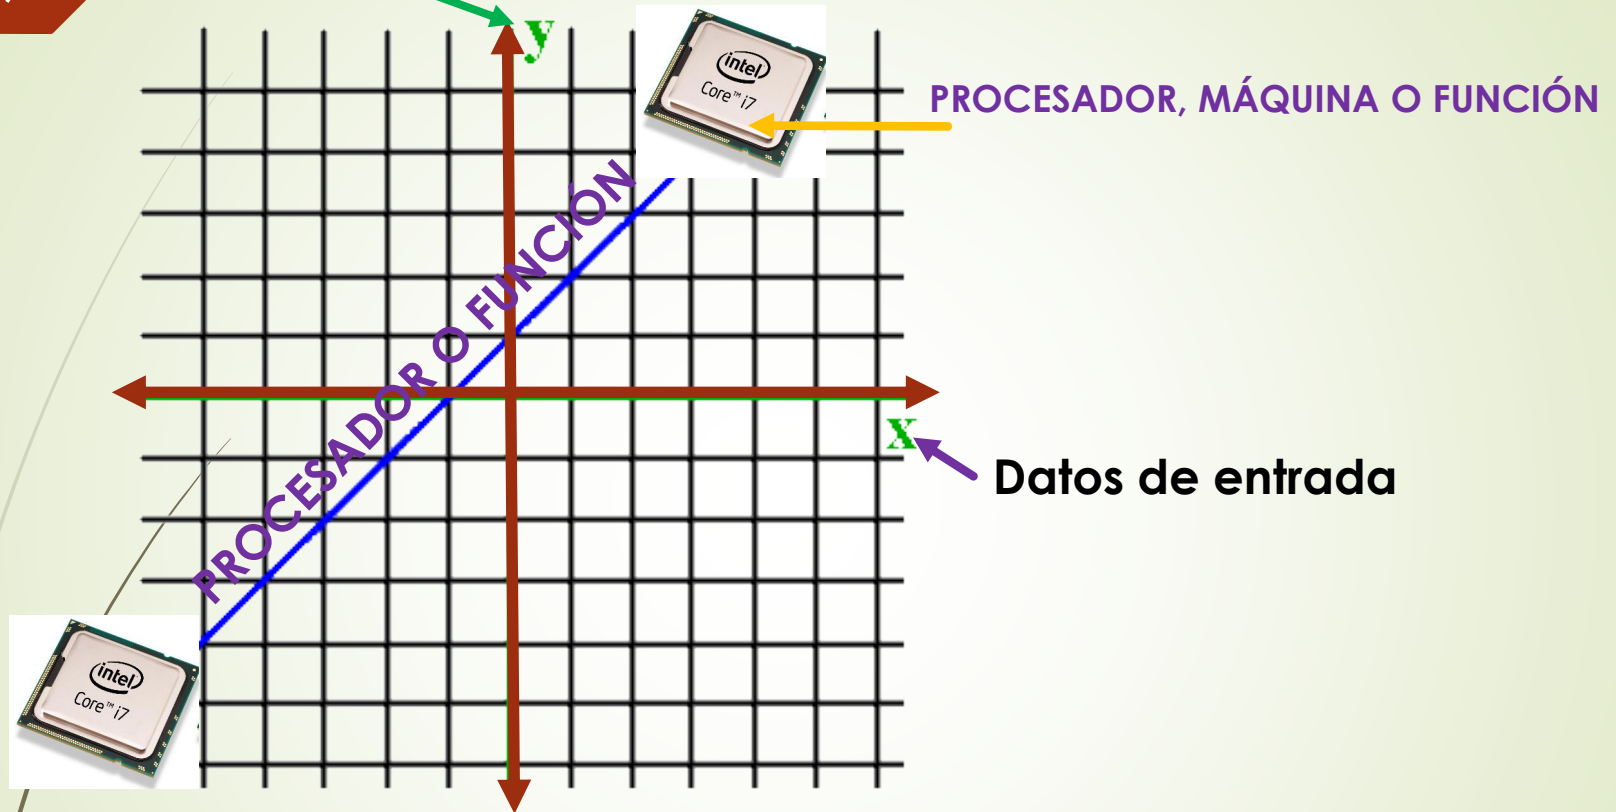 y
intel
Core™ i7
PROCESADOR, MÁQUINA O FUNCIÓN
PROCESADOR O FUNCIÓN
x
Datos de entrada
intel
Core™ i7